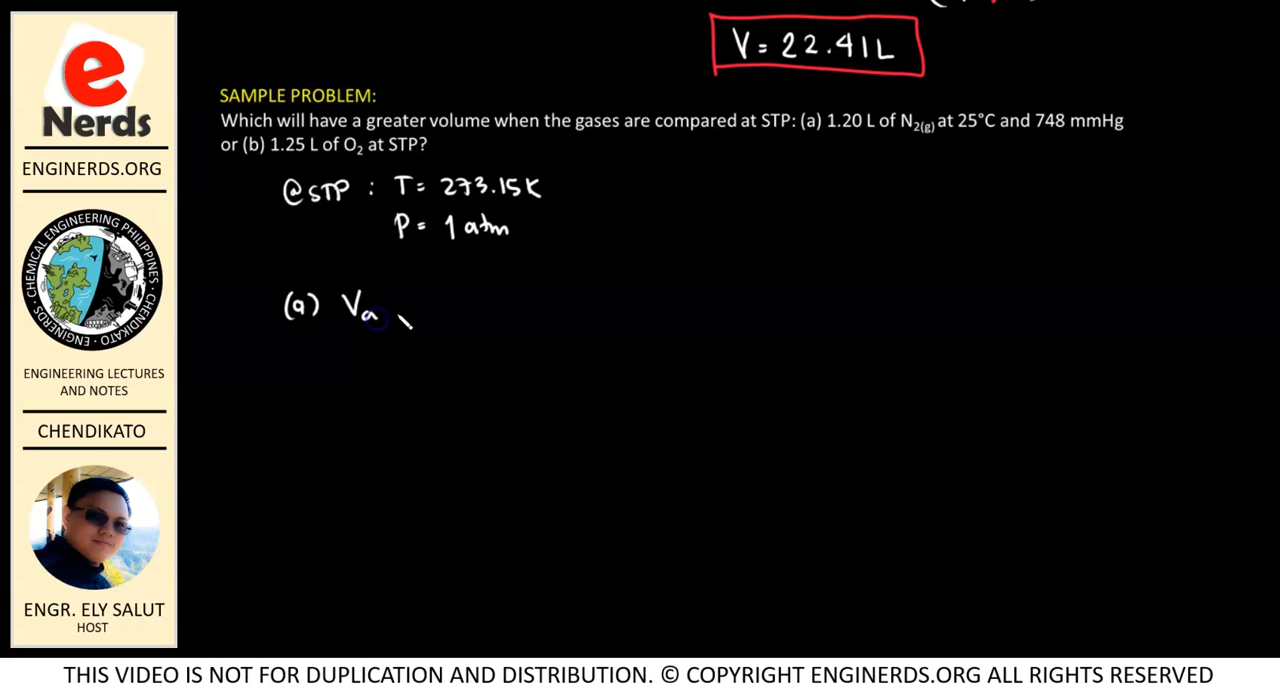 V = 22.41 L
SAMPLE PROBLEM:
Which will have a greater volume when the gases are compared at STP: (a) 1.20 L of N2(g) at 25°C and 748 mmHg
or (b) 1.25 L of O2 at STP?
@STP : T = 273.15K
P = 1 atm
(a) Va
e
Nerds
ENGINERDS.ORG
CHEMICAL ENGINEERING PHILIPPINES
CHENDIKATO - ENGINERDS
ENGINEERING LECTURES
AND NOTES
CHENDIKATO
ENGR. ELY SALUT
HOST
THIS VIDEO IS NOT FOR DUPLICATION AND DISTRIBUTION. © COPYRIGHT ENGINERDS.ORG ALL RIGHTS RESERVED